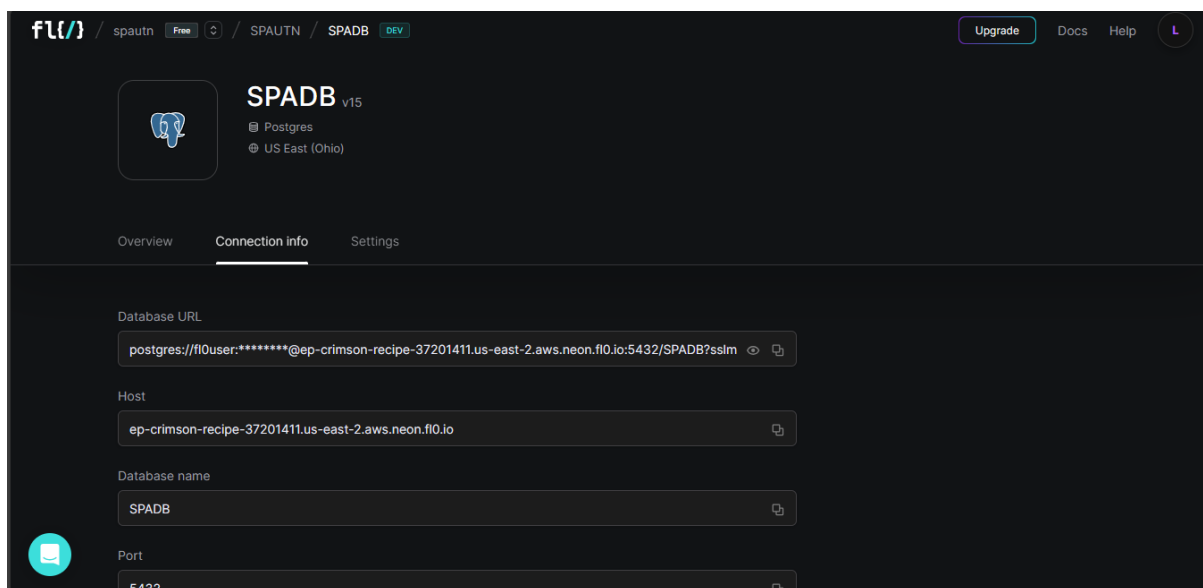 fl{/} / spautn Free / SPAUTN / SPADB DEV Upgrade Docs Help L
SPADB v15
Postgres
US East (Ohio)
Overview Connection info Settings
Database URL
postgres://fl0user:********@ep-crimson-recipe-37201411.us-east-2.aws.neon.fl0.io:5432/SPADB?sslm
Host
ep-crimson-recipe-37201411.us-east-2.aws.neon.fl0.io
Database name
SPADB
Port
5432